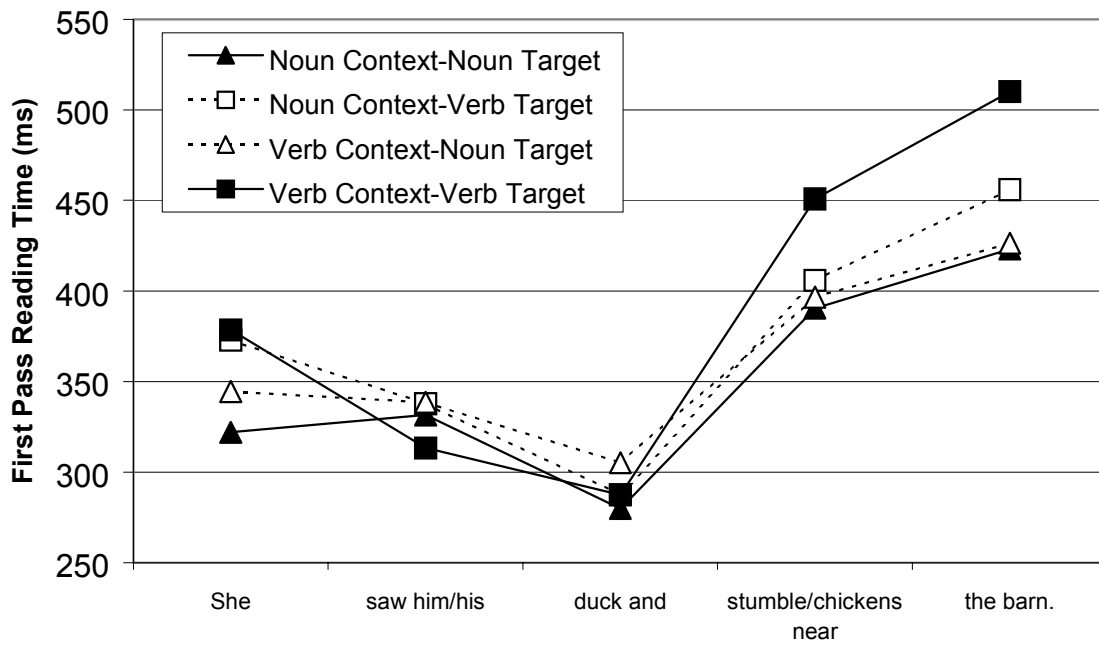 First Pass Reading Time (ms)
550
500
450
400
350
300
250
Noun Context-Noun Target
Noun Context-Verb Target
Verb Context-Noun Target
Verb Context-Verb Target
She
saw him/his
duck and
stumble/chickens
near
the barn.